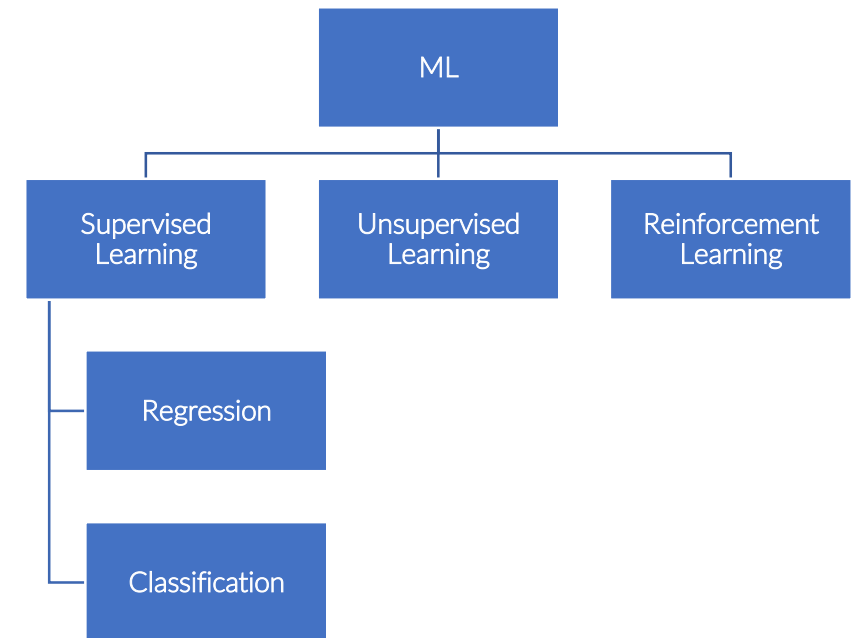 ML
Supervised
Learning
Unsupervised
Learning
Reinforcement
Learning
Regression
Classification